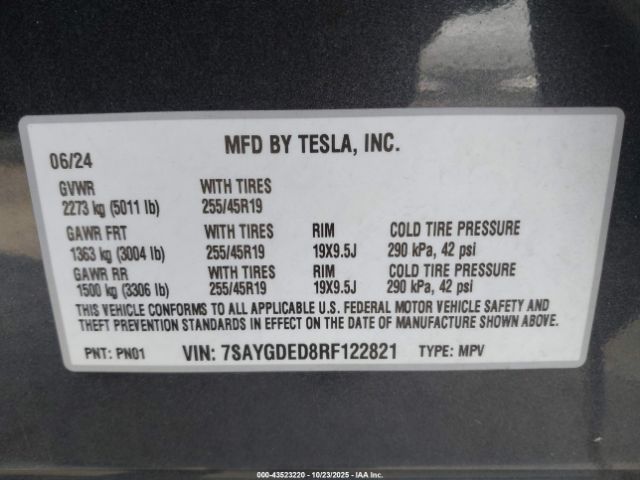 MFD BY TESLA, INC.
06/24
GVWR WITH TIRES
2273 kg (5011 lb) 255/45R19
GAWR FRT WITH TIRES RIM COLD TIRE PRESSURE
1363 kg (3004 lb) 255/45R19 19X9.5J 290 kPa, 42 psi
GAWR RR WITH TIRES RIM COLD TIRE PRESSURE
1500 kg (3306 lb) 255/45R19 19X9.5J 290 kPa, 42 psi
THIS VEHICLE CONFORMS TO ALL APPLICABLE U.S. FEDERAL MOTOR VEHICLE SAFETY AND
THEFT PREVENTION STANDARDS IN EFFECT ON THE DATE OF MANUFACTURE SHOWN ABOVE.
PNT: PN01 VIN: 7SAYGDED8RF122821 TYPE: MPV
000-43523220 - 10/23/2025 - IAA Inc.